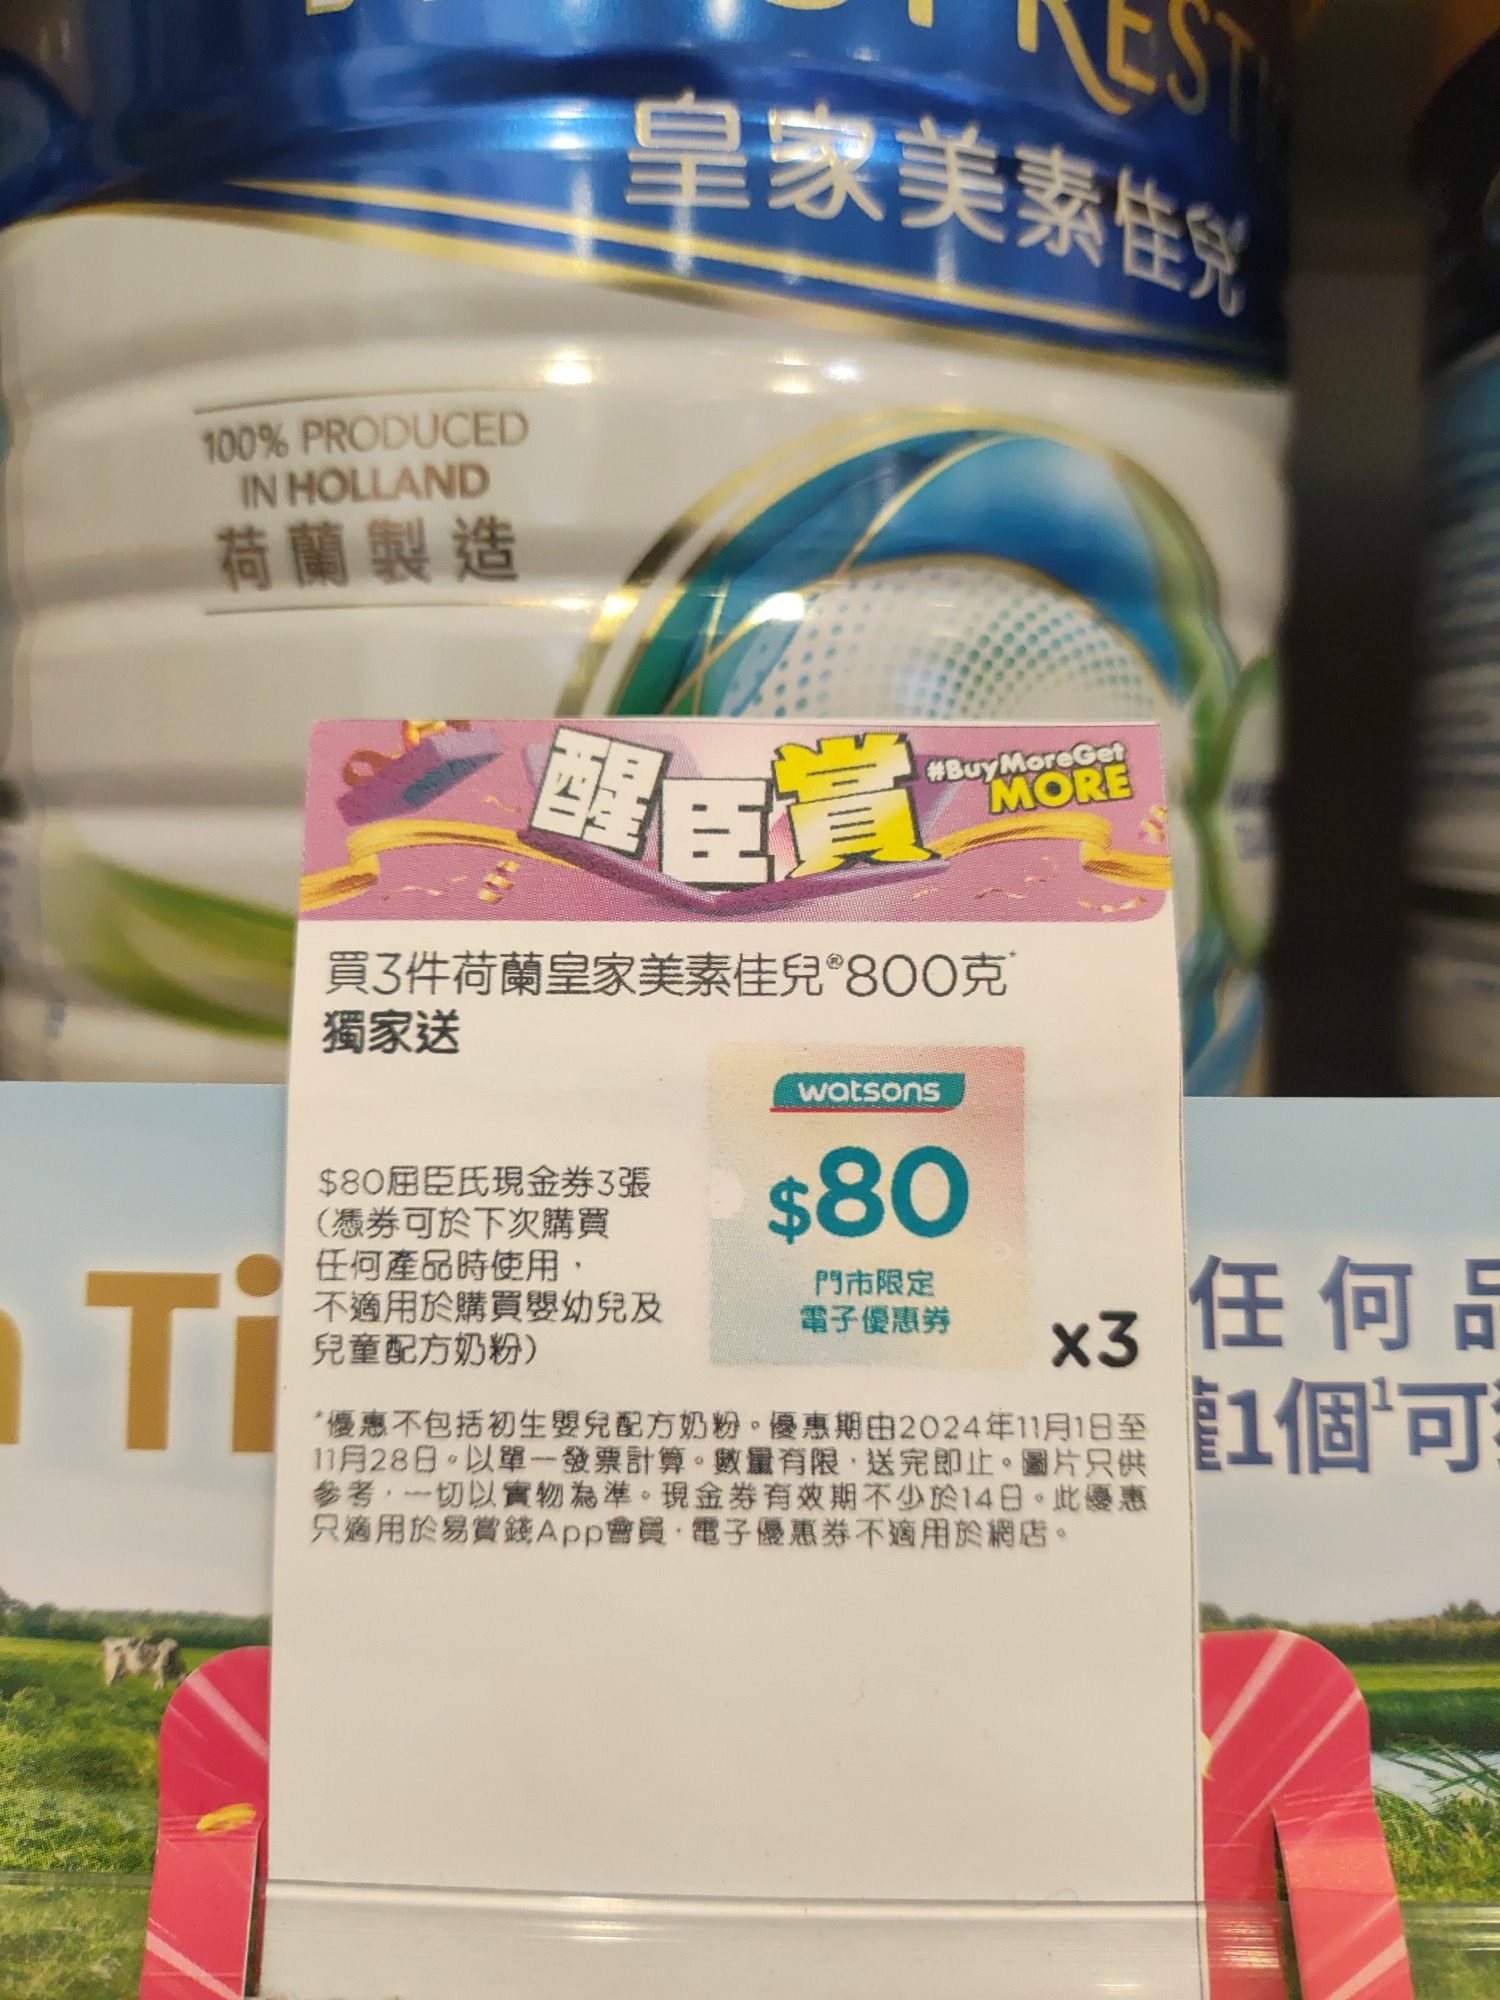 皇家美素佳兒
100% PRODUCED
IN HOLLAND
荷蘭製造
醒臣賞
#BuyMoreGet
MORE
買3件荷蘭皇家美素佳兒®800克*
獨家送
watsons
$80
門市限定
電子優惠券
x3
$80屈臣氏現金券3張
(憑券可於下次購買
任何產品時使用，
不適用於購買嬰幼兒及
兒童配方奶粉)
*優惠不包括初生嬰兒配方奶粉。優惠期由2024年11月1日至
11月28日。以單一發票計算。數量有限，送完即止。圖片只供
參考，一切以實物為準。現金券有效期不少於14日。此優惠
只適用於易賞錢App會員，電子優惠券不適用於網店。
Ti
任何品
1個¹可